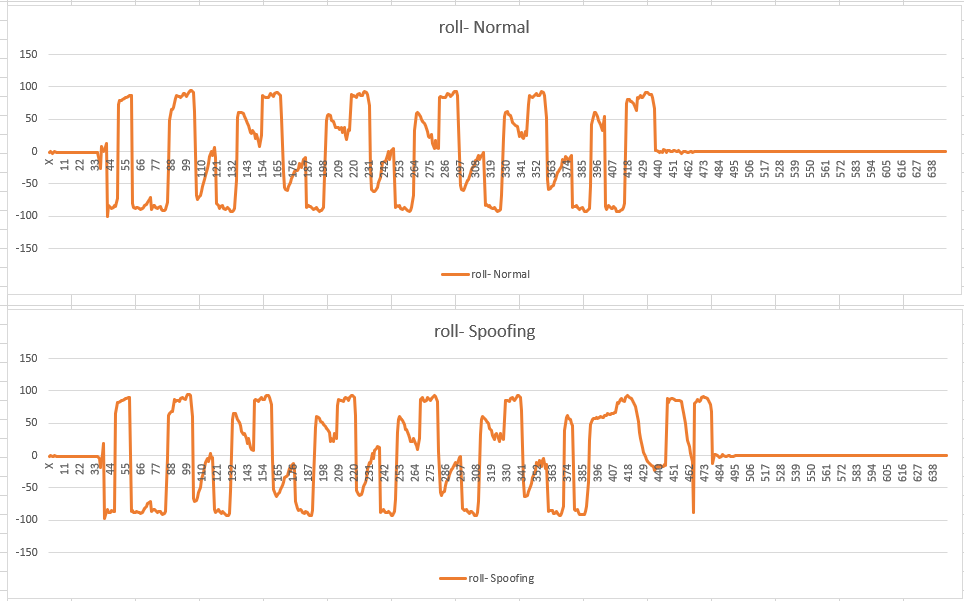 roll- Normal
150
100
50
0
-50
-100
-150
X 11 22 33 44 55 66 77 88 99 110 121 132 143 154 165 176 187 198 209 220 231 242 253 264 275 286 297 308 319 330 341 352 363 374 385 396 407 418 429 440 451 462 473 484 495 506 517 528 539 550 561 572 583 594 605 616 627 638
roll- Normal
roll- Spoofing
150
100
50
0
-50
-100
-150
X 11 22 33 44 55 66 77 88 99 110 121 132 143 154 165 176 187 198 209 220 231 242 253 264 275 286 297 308 319 330 341 352 363 374 385 396 407 418 429 440 451 462 473 484 495 506 517 528 539 550 561 572 583 594 605 616 627 638
roll- Spoofing